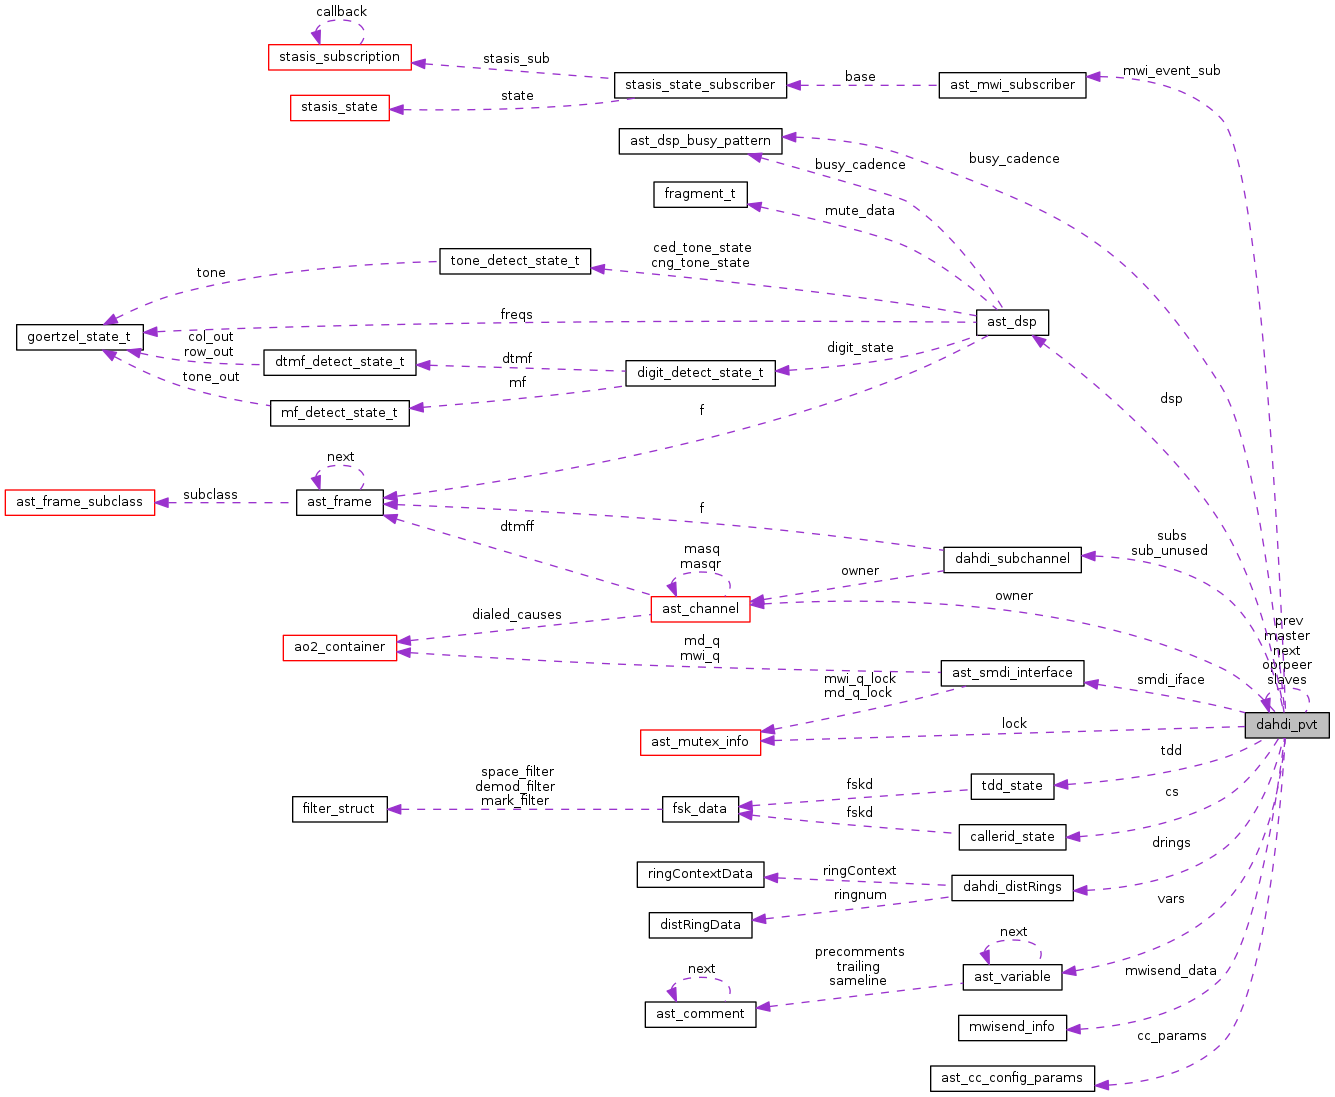 callback
stasis_subscription
stasis_sub
mwi_event_sub
stasis_state_subscriber
base
ast_mwi_subscriber
stasis_state
state
ast_dsp_busy_pattern
busy_cadence
busy_cadence
fragment_t
mute_data
ced_tone_state
cng_tone_state
tone_detect_state_t
tone
goertzel_state_t
freqs
ast_dsp
col_out
row_out
dtmf_detect_state_t
dtmf
digit_detect_state_t
digit_state
tone_out
mf
mf_detect_state_t
dsp
f
next
ast_frame_subclass
subclass
ast_frame
f
dtmff
subs
sub_unused
dahdi_subchannel
masq
masqr
owner
owner
ast_channel
dialed_causes
ao2_container
md_q
mwi_q
ast_smdi_interface
smdi_iface
prev
master
next
oprpeer
slaves
mwi_q_lock
md_q_lock
dahdi_pvt
ast_mutex_info
lock
tdd
space_filter
demod_filter
mark_filter
filter_struct
fsk_data
fskd
tdd_state
cs
fskd
callerid_state
drings
ringContextData
ringContext
dahdi_distRings
ringnum
distRingData
vars
next
precomments
trailing
sameline
ast_variable
mwisend_data
next
ast_comment
mwisend_info
cc_params
ast_cc_config_params